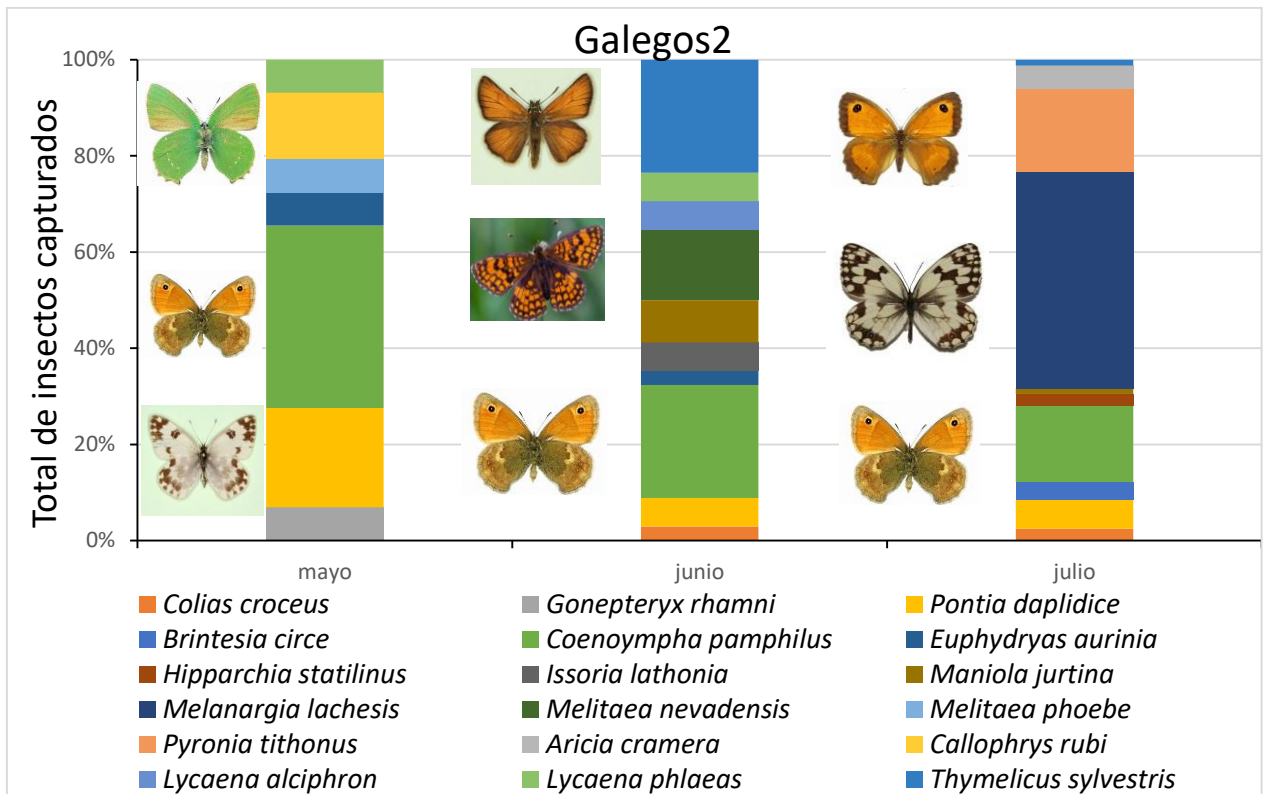 Galegos2
Total de insectos capturados
100%
80%
60%
40%
20%
0%
mayo junio julio
Colias croceus Gonepteryx rhamni Pontia daplidice
Brintesia circe Coenoympha pamphilus Euphydryas aurinia
Hipparchia statilinus Issoria lathonia Maniola jurtina
Melanargia lachesis Melitaea nevadensis Melitaea phoebe
Pyronia tithonus Aricia cramera Callophrys rubi
Lycaena alciphron Lycaena phlaeas Thymelicus sylvestris